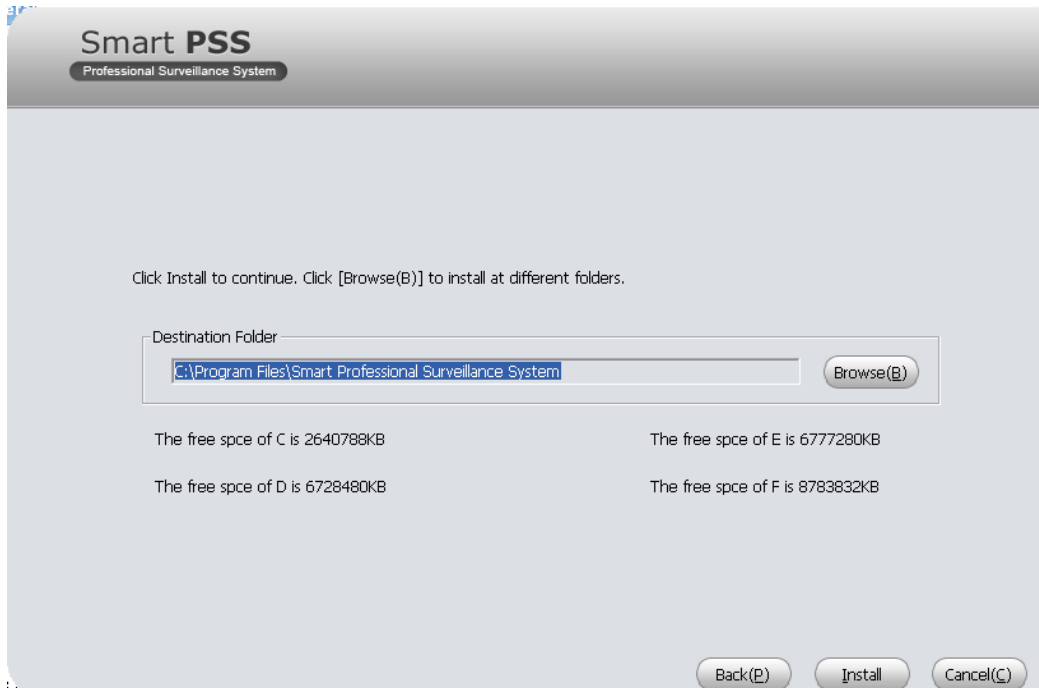 Smart PSS
Professional Surveillance System
Click Install to continue. Click [Browse(B)] to install at different folders.
Destination Folder
C:\Program Files\Smart Professional Surveillance System
Browse(B)
The free spce of C is 2640788KB
The free spce of E is 6777280KB
The free spce of D is 6728480KB
The free spce of F is 8783832KB
Back(P)
Install
Cancel(C)